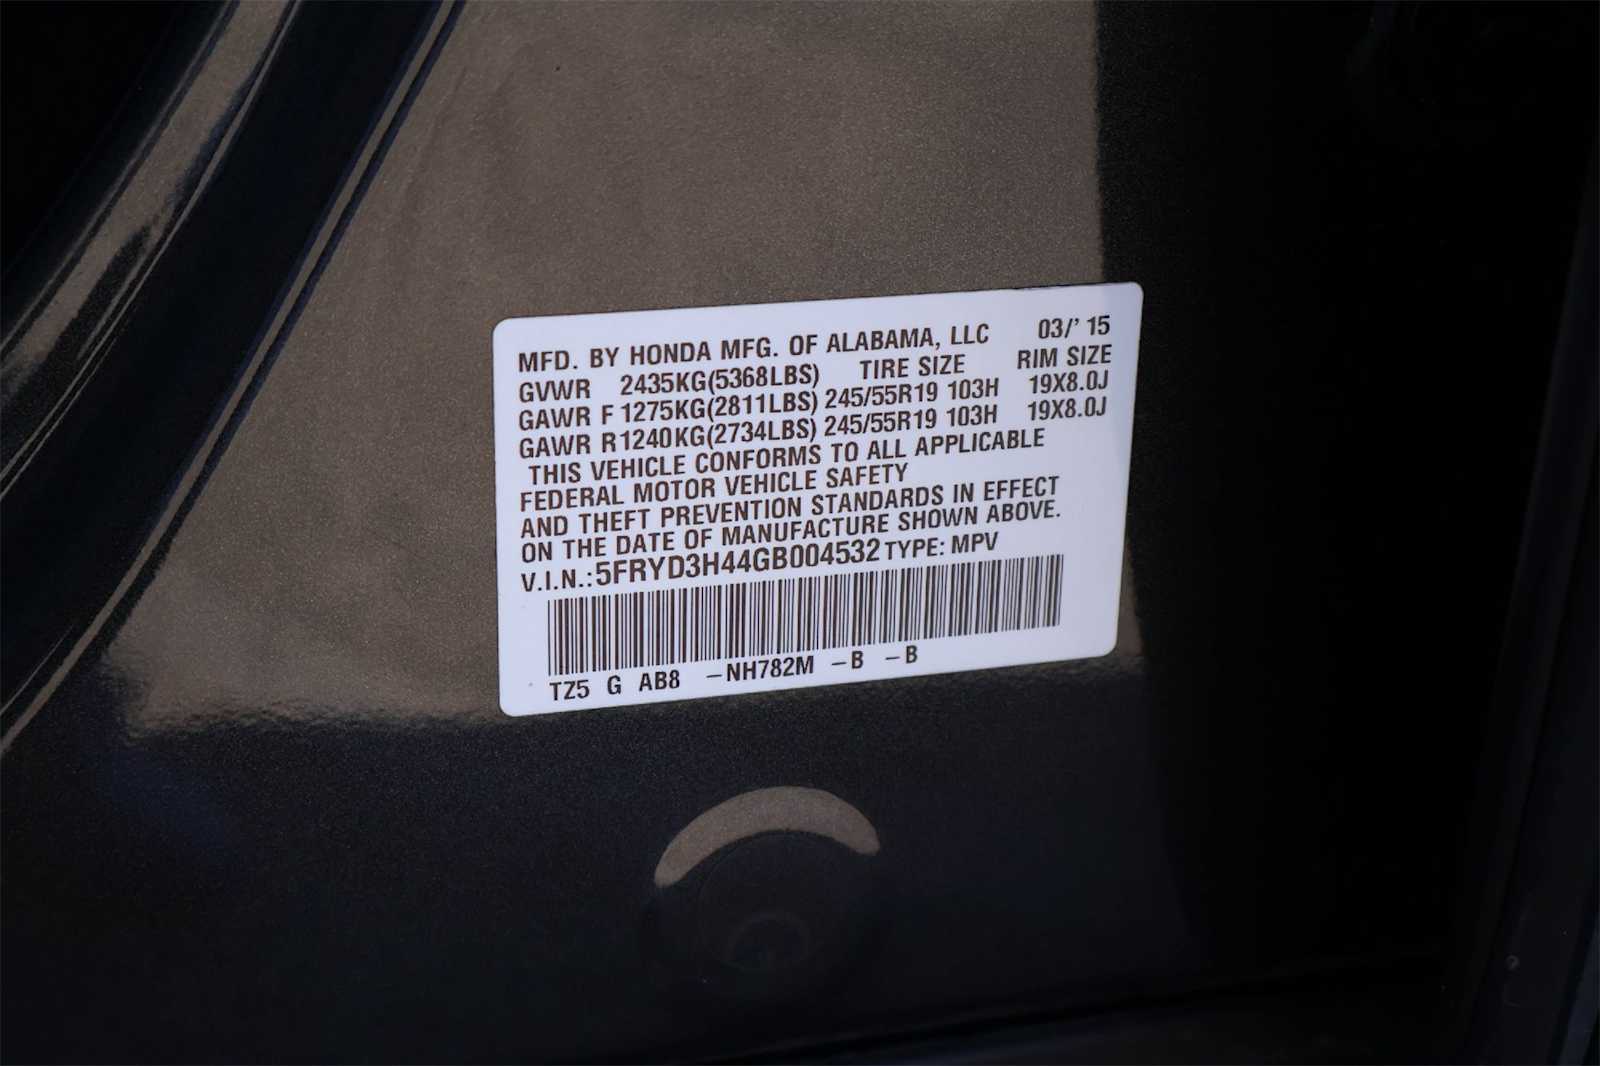 MFD. BY HONDA MFG. OF ALABAMA, LLC 03/' 15
GVWR 2435KG(5368LBS) TIRE SIZE RIM SIZE
GAWR F 1275KG(2811LBS) 245/55R19 103H 19X8.0J
GAWR R1240KG(2734LBS) 245/55R19 103H 19X8.0J
THIS VEHICLE CONFORMS TO ALL APPLICABLE
FEDERAL MOTOR VEHICLE SAFETY
AND THEFT PREVENTION STANDARDS IN EFFECT
ON THE DATE OF MANUFACTURE SHOWN ABOVE.
V.I.N.:5FRYD3H44GB004532 TYPE: MPV
TZ5 G AB8 -NH782M -B -B